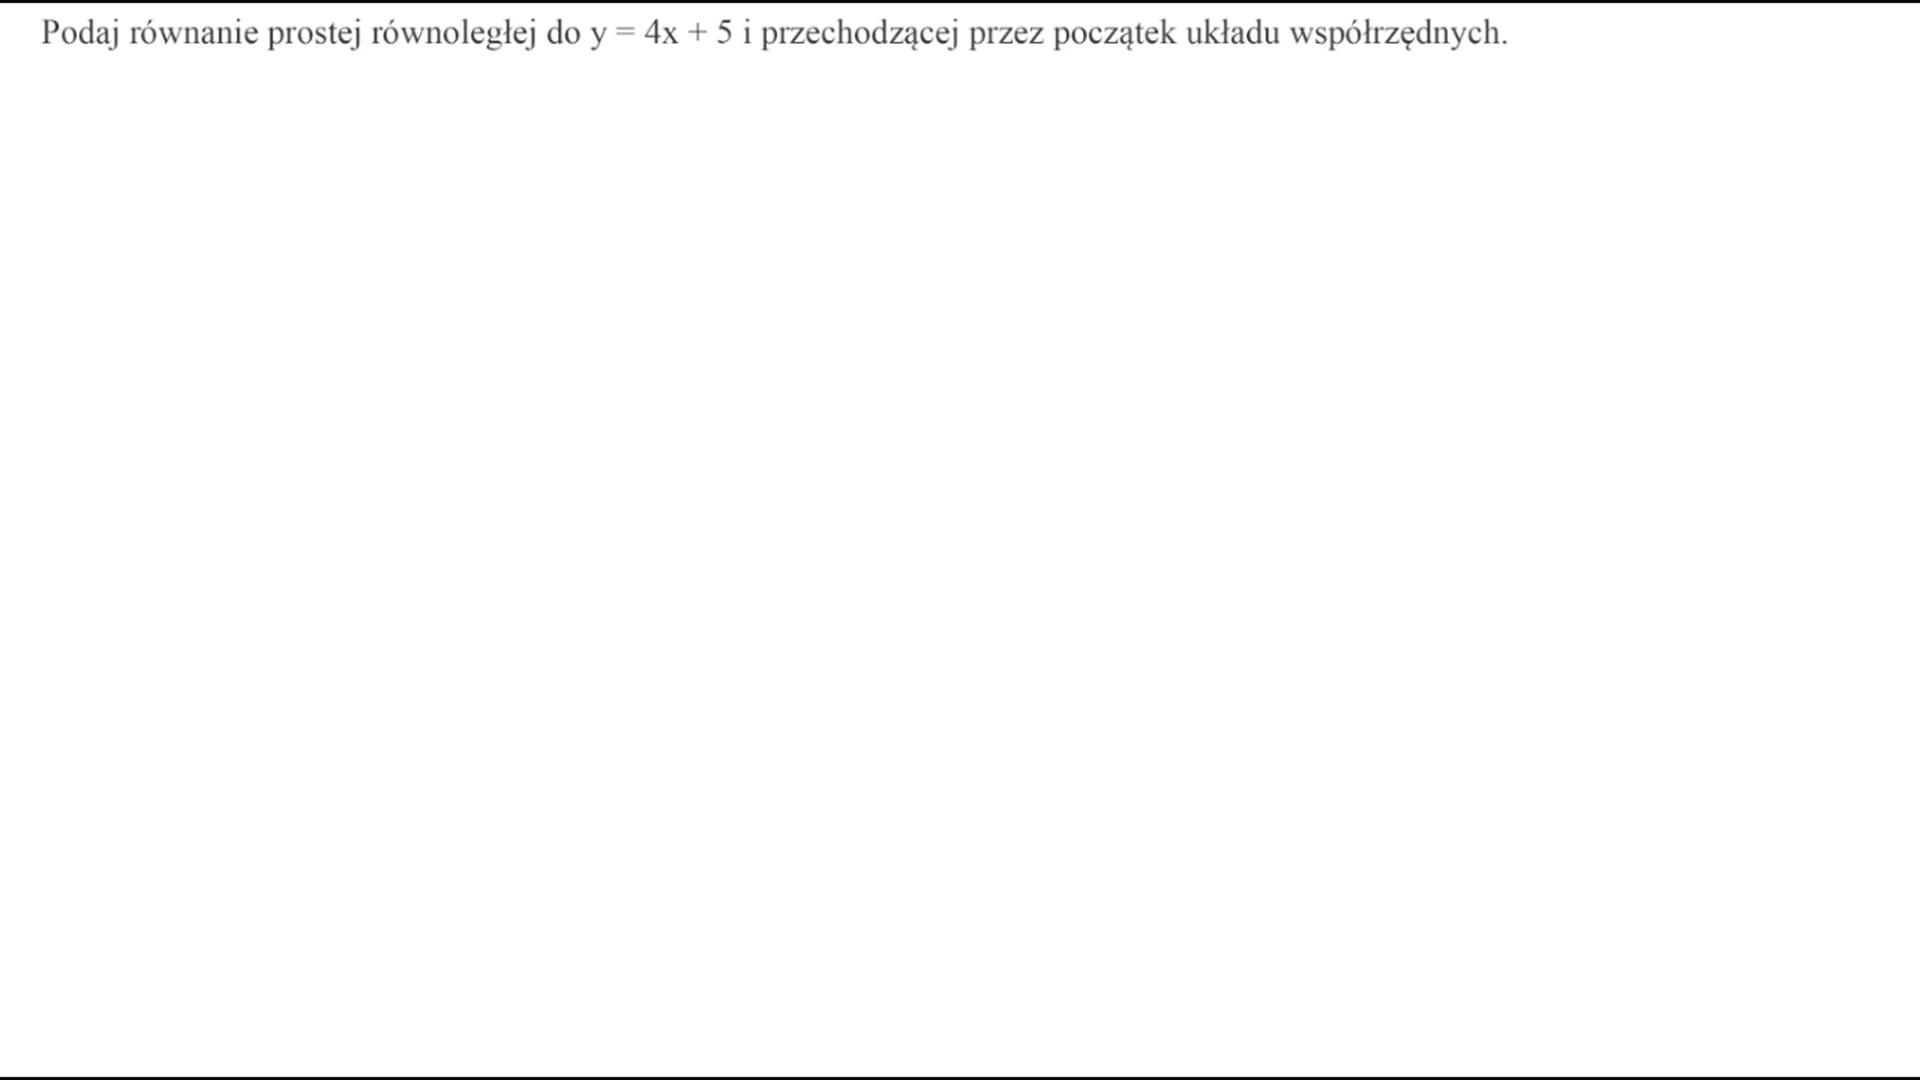 Podaj równanie prostej równoległej do y = 4x + 5 i przechodzącej przez początek układu współrzędnych.